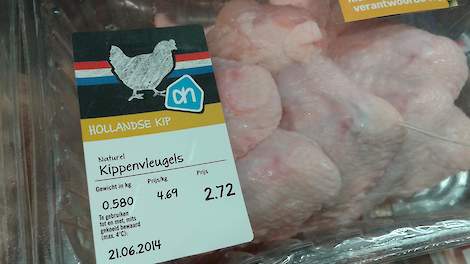 verantwoorde
ah
HOLLANDSE KIP
Naturel
Kippenvleugels
Gewicht in kg Prijs/kg Prijs
0.580 4.69 2.72
Te gebruiken
tot en met, mits
gekoeld bewaard
(max. 4°C):
21.06.2014